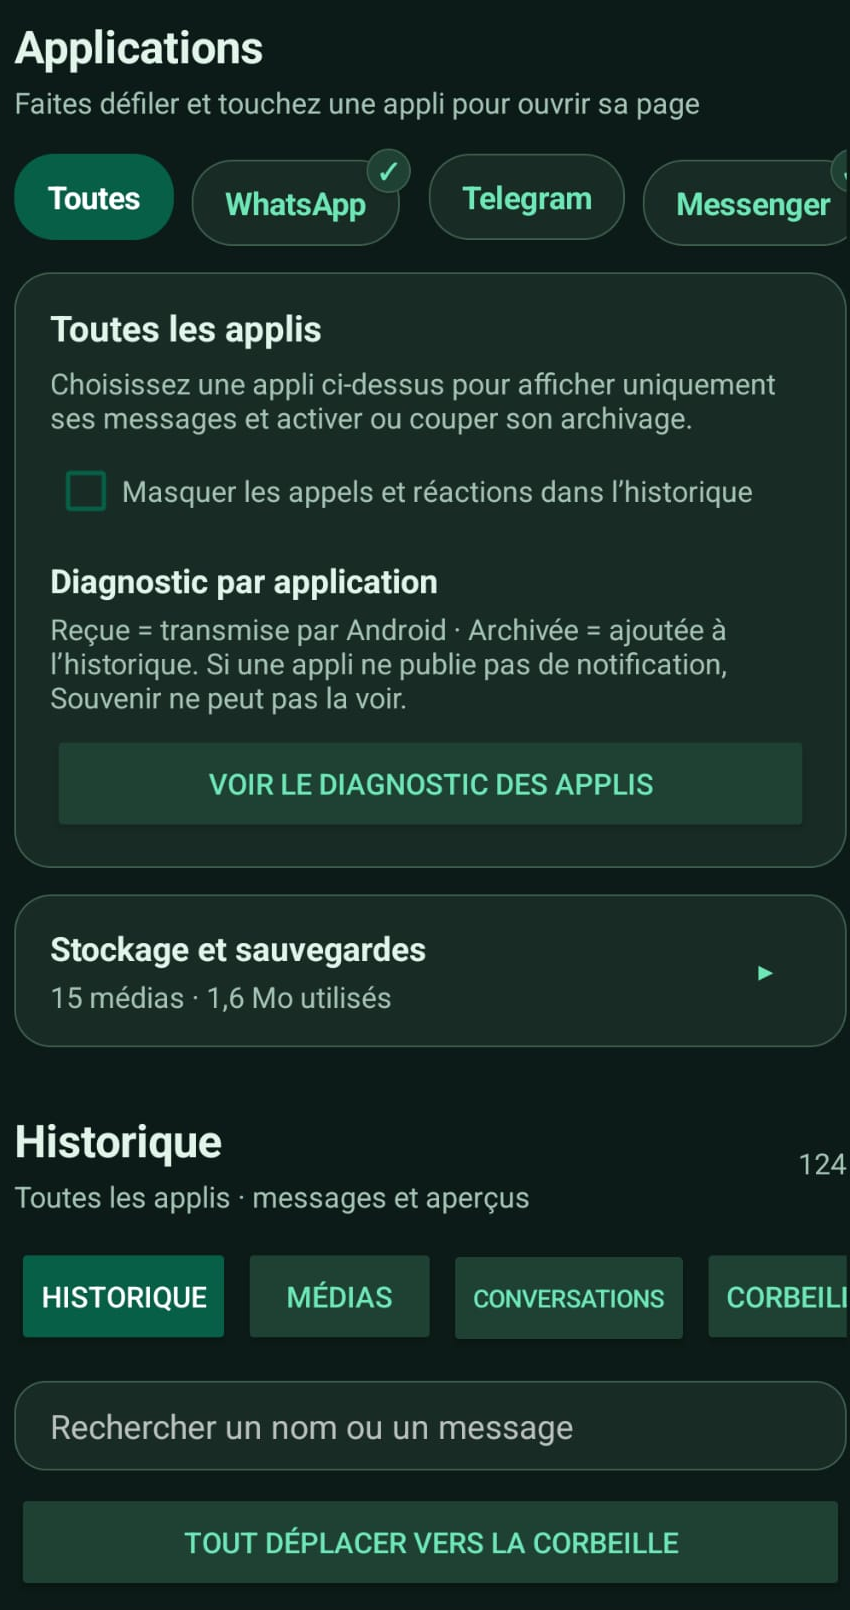 Applications
Faites défiler et touchez une appli pour ouvrir sa page
Toutes
WhatsApp
✓
Telegram
Messenger
Toutes les applis
Choisissez une appli ci-dessus pour afficher uniquement
ses messages et activer ou couper son archivage.
Masquer les appels et réactions dans l’historique
Diagnostic par application
Reçue = transmise par Android · Archivée = ajoutée à
l’historique. Si une appli ne publie pas de notification,
Souvenir ne peut pas la voir.
VOIR LE DIAGNOSTIC DES APPLIS
Stockage et sauvegardes
15 médias · 1,6 Mo utilisés
Historique
124
Toutes les applis · messages et aperçus
HISTORIQUE
MÉDIAS
CONVERSATIONS
CORBEILL
Rechercher un nom ou un message
TOUT DÉPLACER VERS LA CORBEILLE